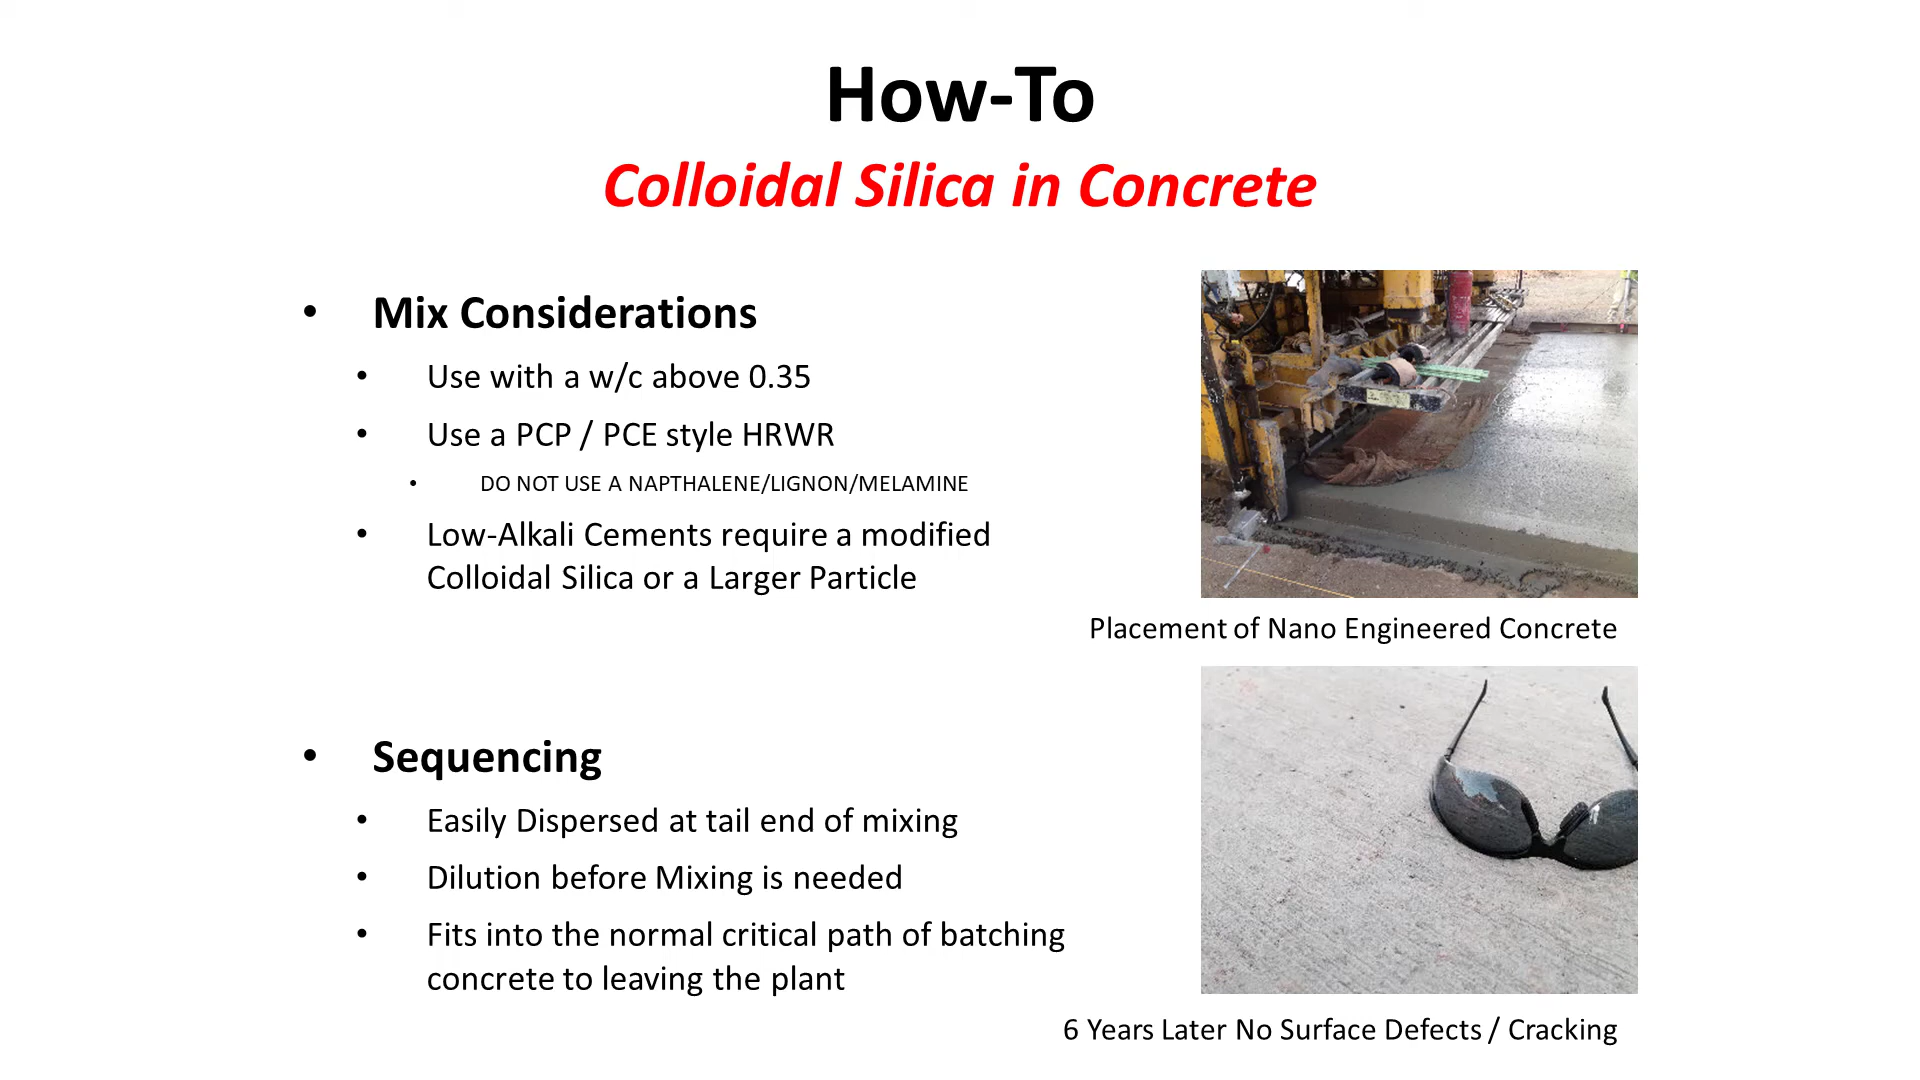 How-To
Colloidal Silica in Concrete
• Mix Considerations
• Use with a w/c above 0.35
• Use a PCP / PCE style HRWR
• DO NOT USE A NAPTHALENE/LIGNON/MELAMINE
• Low-Alkali Cements require a modified
Colloidal Silica or a Larger Particle
Placement of Nano Engineered Concrete
• Sequencing
• Easily Dispersed at tail end of mixing
• Dilution before Mixing is needed
• Fits into the normal critical path of batching
concrete to leaving the plant
6 Years Later No Surface Defects / Cracking